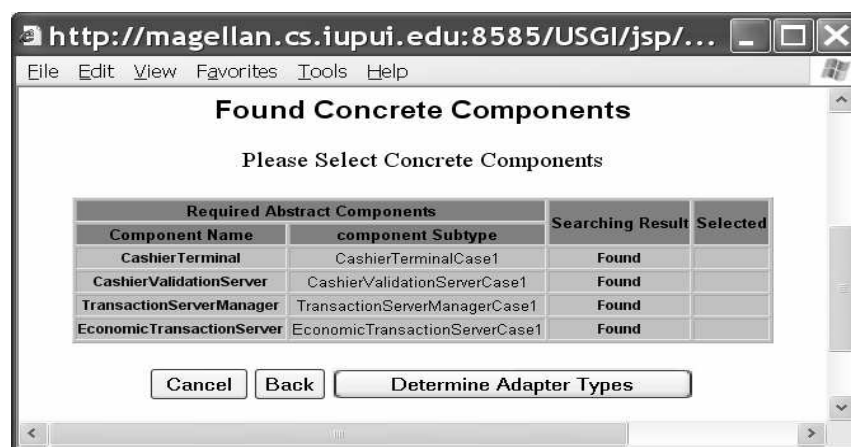 http://magellan.cs.iupui.edu:8585/USGI/jsp/...
File Edit View Favorites Tools Help
Found Concrete Components
Please Select Concrete Components
Required Abstract Components Searching Result Selected
Component Name component Subtype
CashierTerminal CashierTerminalCase1 Found
CashierValidationServer CashierValidationServerCase1 Found
TransactionServerManager TransactionServerManagerCase1 Found
EconomicTransactionServer EconomicTransactionServerCase1 Found
Cancel Back Determine Adapter Types